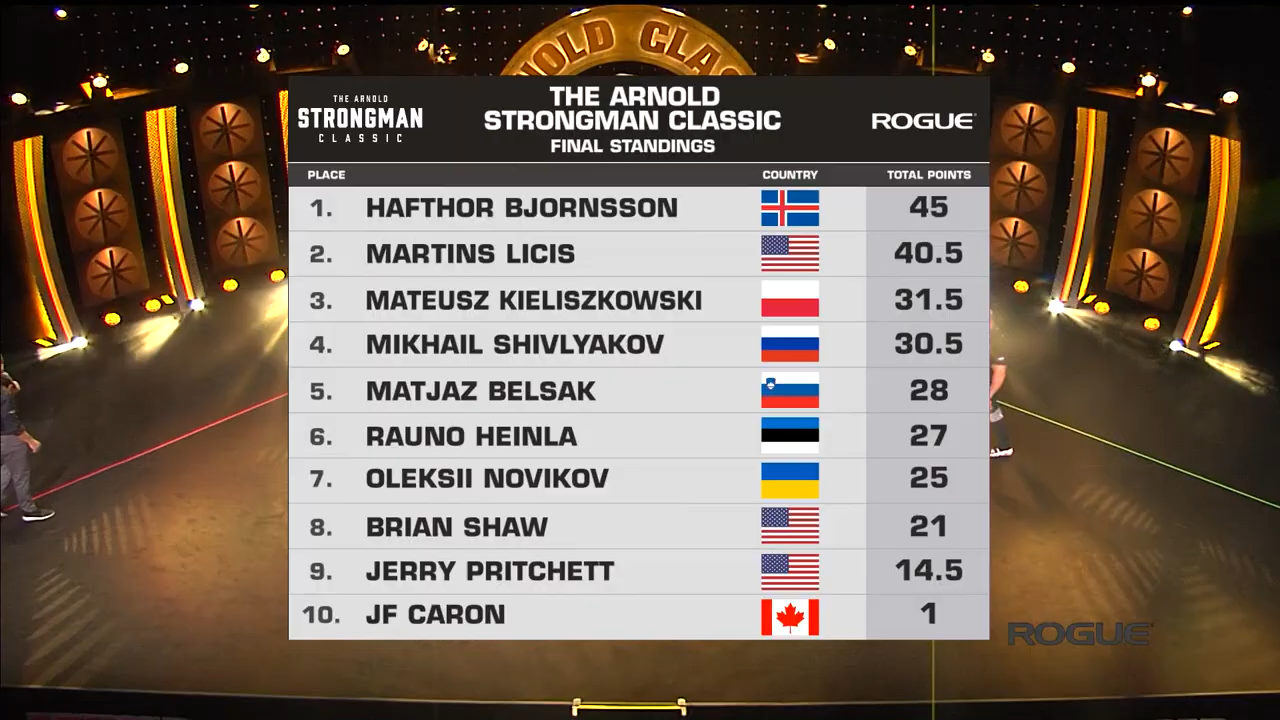 NOLD CLAS
THE ARNOLD
STRONGMAN
CLASSIC
THE ARNOLD
STRONGMAN CLASSIC
FINAL STANDINGS
ROGUE
PLACE COUNTRY TOTAL POINTS
1. HAFTHOR BJORNSSON 45
2. MARTINS LICIS 40.5
3. MATEUSZ KIELISZKOWSKI 31.5
4. MIKHAIL SHIVLYAKOV 30.5
5. MATJAZ BELSAK 28
6. RAUNO HEINLA 27
7. OLEKSII NOVIKOV 25
8. BRIAN SHAW 21
9. JERRY PRITCHETT 14.5
10. JF CARON 1
ROGUE